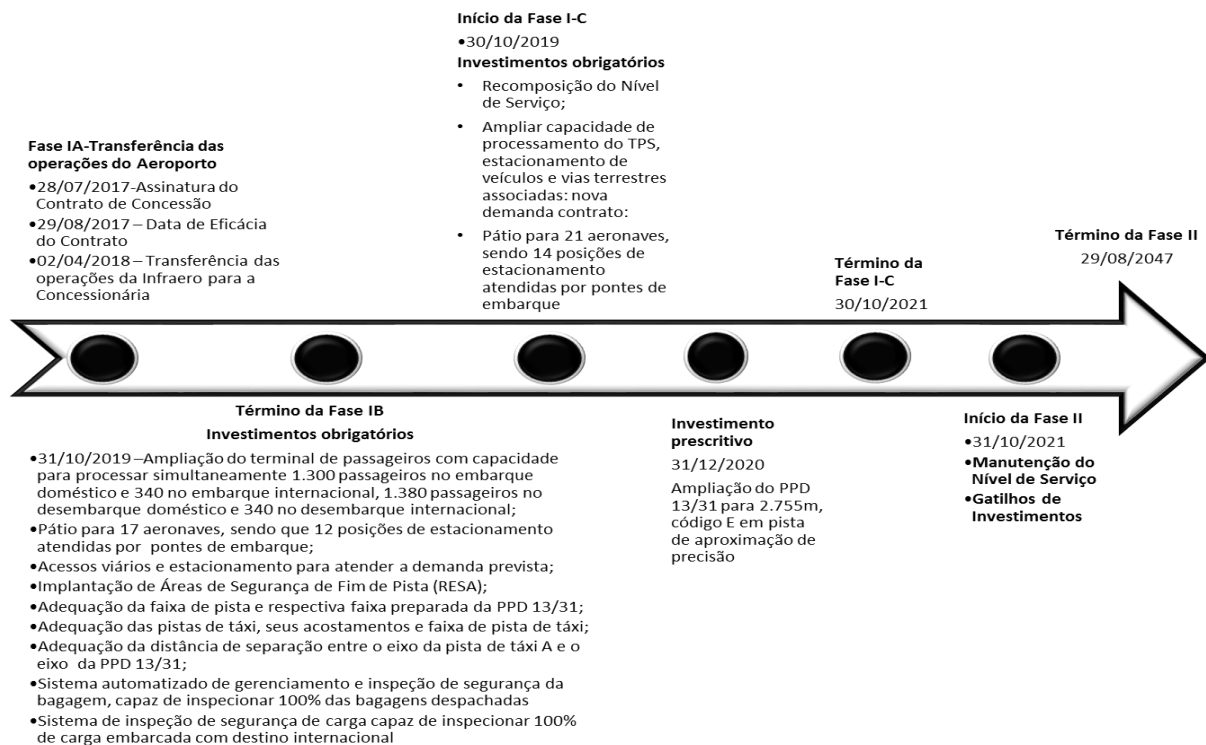 Fase IA-Transferência das
operações do Aeroporto
•28/07/2017-Assinatura do
Contrato de Concessão
•29/08/2017 – Data de Eficácia
do Contrato
•02/04/2018 – Transferência das
operações da Infraero para a
Concessionária
Término da Fase IB
Investimentos obrigatórios
•31/10/2019 –Ampliação do terminal de passageiros com capacidade
para processar simultaneamente 1.300 passageiros no embarque
doméstico e 340 no embarque internacional, 1.380 passageiros no
desembarque doméstico e 340 no desembarque internacional;
•Pátio para 17 aeronaves, sendo que 12 posições de estacionamento
atendidas por pontes de embarque;
•Acessos viários e estacionamento para atender a demanda prevista;
•Implantação de Áreas de Segurança de Fim de Pista (RESA);
•Adequação da faixa de pista e respectiva faixa preparada da PPD 13/31;
•Adequação das pistas de táxi, seus acostamentos e faixa de pista de táxi;
•Adequação da distância de separação entre o eixo da pista de táxi A e o
eixo da PPD 13/31;
•Sistema automatizado de gerenciamento e inspeção de segurança da
bagagem, capaz de inspecionar 100% das bagagens despachadas
•Sistema de inspeção de segurança de carga capaz de inspecionar 100%
de carga embarcada com destino internacional
Início da Fase I-C
•30/10/2019
Investimentos obrigatórios
• Recomposição do Nível
de Serviço;
• Ampliar capacidade de
processamento do TPS,
estacionamento de
veículos e vias terrestres
associadas: nova
demanda contrato:
• Pátio para 21 aeronaves,
sendo 14 posições de
estacionamento
atendidas por pontes de
embarque
Investimento
prescritivo
31/12/2020
Ampliação do PPD
13/31 para 2.755m,
código E em pista
de aproximação de
precisão
Término da
Fase I-C
30/10/2021
Início da Fase II
•31/10/2021
•Manutenção do
Nível de Serviço
•Gatilhos de
Investimentos
Término da Fase II
29/08/2047